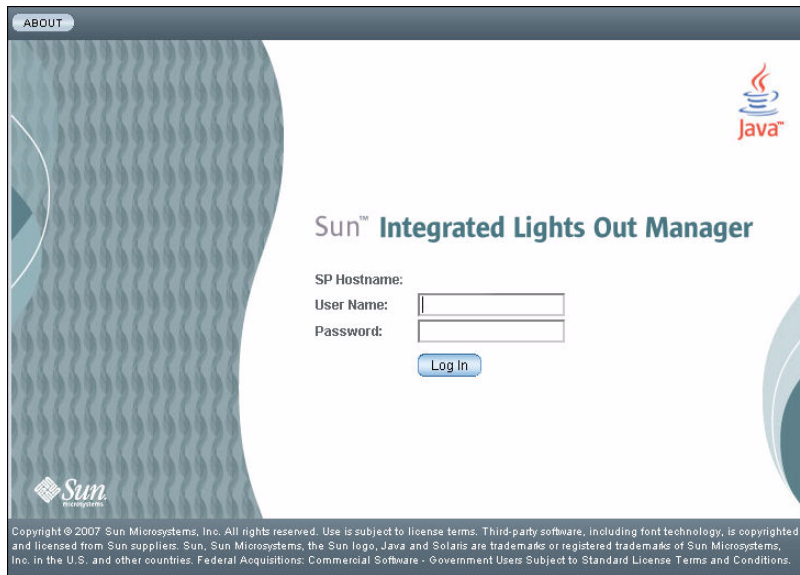 ABOUT
Java™
Sun™ Integrated Lights Out Manager
SP Hostname:
User Name:
Password:
Log In
Sun
microsystems
Copyright © 2007 Sun Microsystems, Inc. All rights reserved. Use is subject to license terms. Third-party software, including font technology, is copyrighted
and licensed from Sun suppliers. Sun, Sun Microsystems, the Sun logo, Java and Solaris are trademarks or registered trademarks of Sun Microsystems,
Inc. in the U.S. and other countries. Federal Acquisitions: Commercial Software - Government Users Subject to Standard License Terms and Conditions.